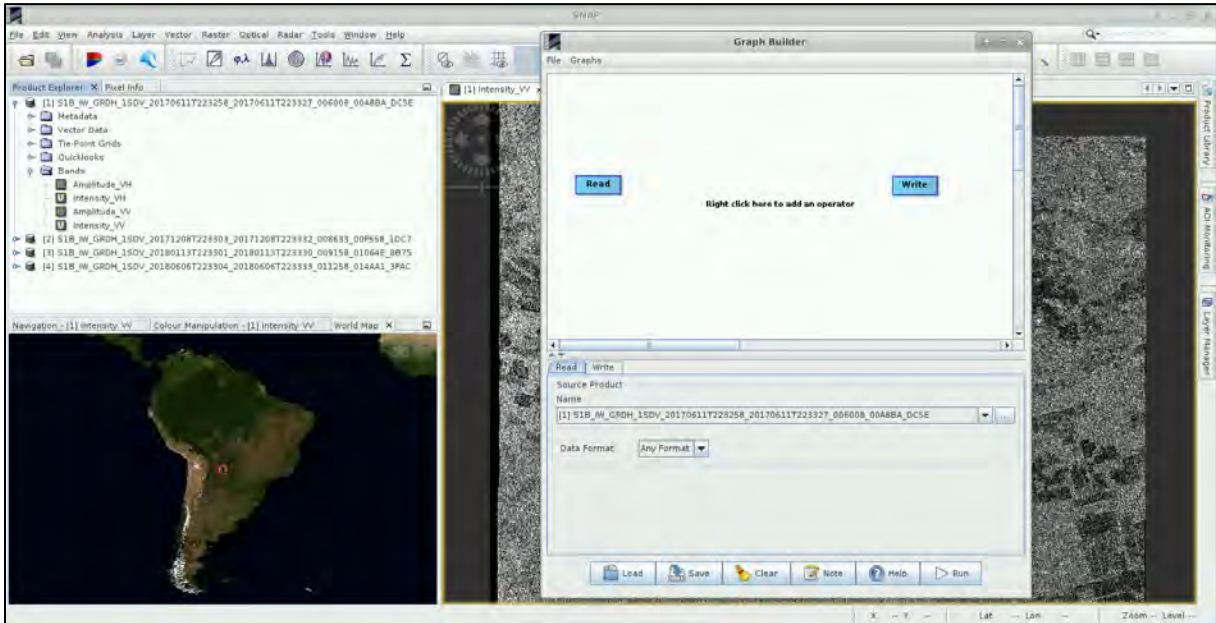 SNAP
File Edit View Analysis Layer Vector Raster Optical Radar Tools Window Help
Product Explorer Pixel Info
[1] S1B_IW_GRDH_1SDV_20170611T223258_20170611T223327_006008_00A8BA_DC5E
Metadata
Vector Data
Tie-Point Grids
Quicklooks
Bands
Amplitude_VH
Intensity_VH
Amplitude_VV
Intensity_VV
[2] S1B_IW_GRDH_1SDV_20171208T223303_20171208T223332_008633_00F558_1DC7
[3] S1B_IW_GRDH_1SDV_20180113T223301_20180113T223330_009158_01064E_8B75
[4] S1B_IW_GRDH_1SDV_20180606T223304_20180606T223333_011258_014AA1_3FAC
Navigation - [1] Intensity_VV Colour Manipulation - [1] Intensity_VV World Map
[1] Intensity_VV
Graph Builder
File Graphs
Read
Write
Right click here to add an operator
Read Write
Source Product
Name
[1] S1B_IW_GRDH_1SDV_20170611T223258_20170611T223327_006008_00A8BA_DC5E
Data Format: Any Format
Load Save Clear Note Help Run
Product Library
AOI Monitoring
Layer Manager
X -- Y -- Lat -- Lon -- Zoom -- Level --